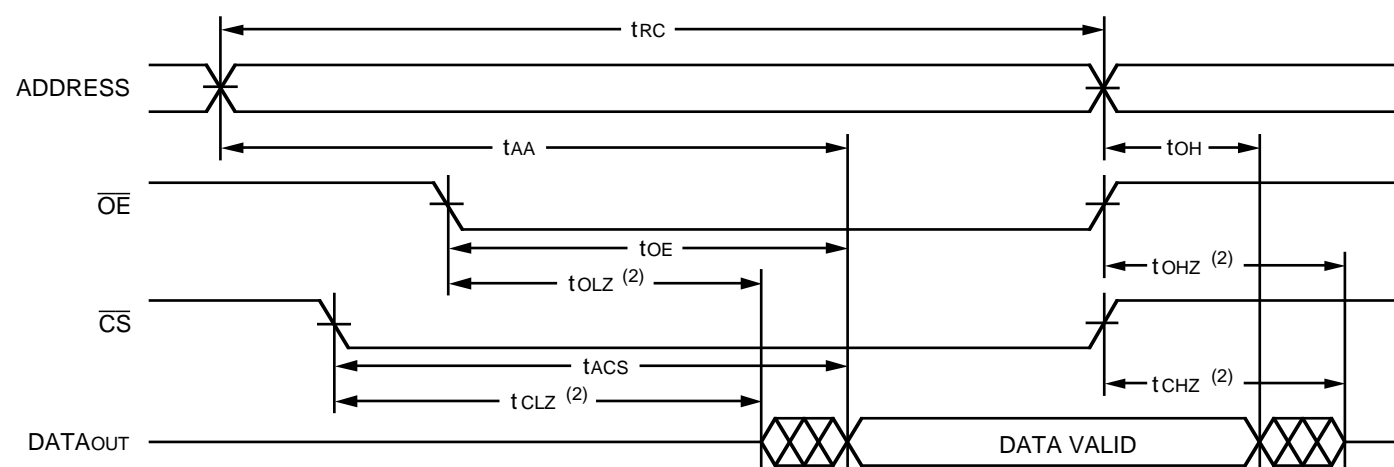 tRC
ADDRESS
tAA
tOH
OE
tOE
tOLZ (2)
tOHZ (2)
CS
tACS
tCLZ (2)
tCHZ (2)
DATAOUT
DATA VALID